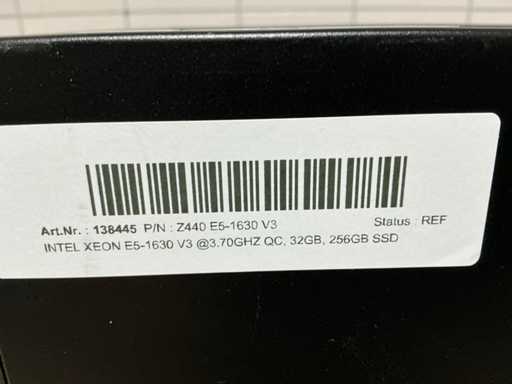 Art.Nr. : 138445 P/N : Z440 E5-1630 V3 Status : REF
INTEL XEON E5-1630 V3 @3.70GHZ QC, 32GB, 256GB SSD